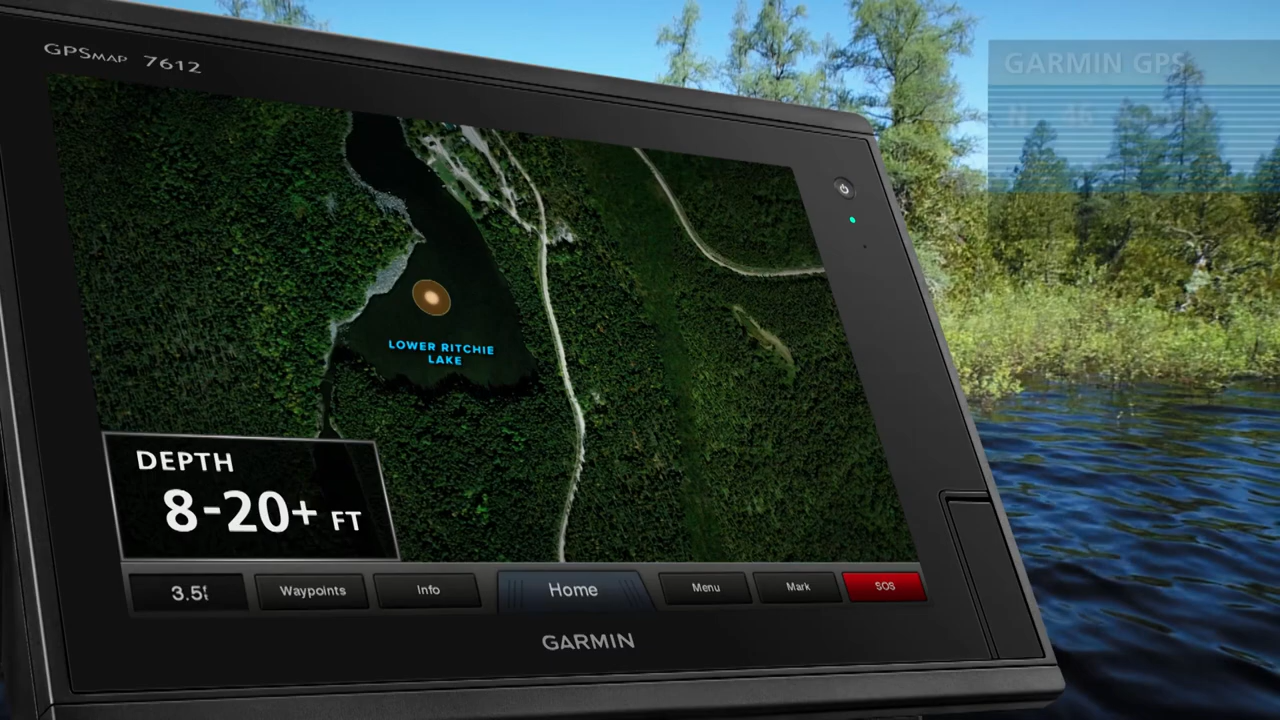 GPSMAP 7612
GARMIN GPS
LOWER RITCHIE
LAKE
DEPTH
8-20+ FT
Waypoints
Info
Home
Menu
Mark
SOS
GARMIN